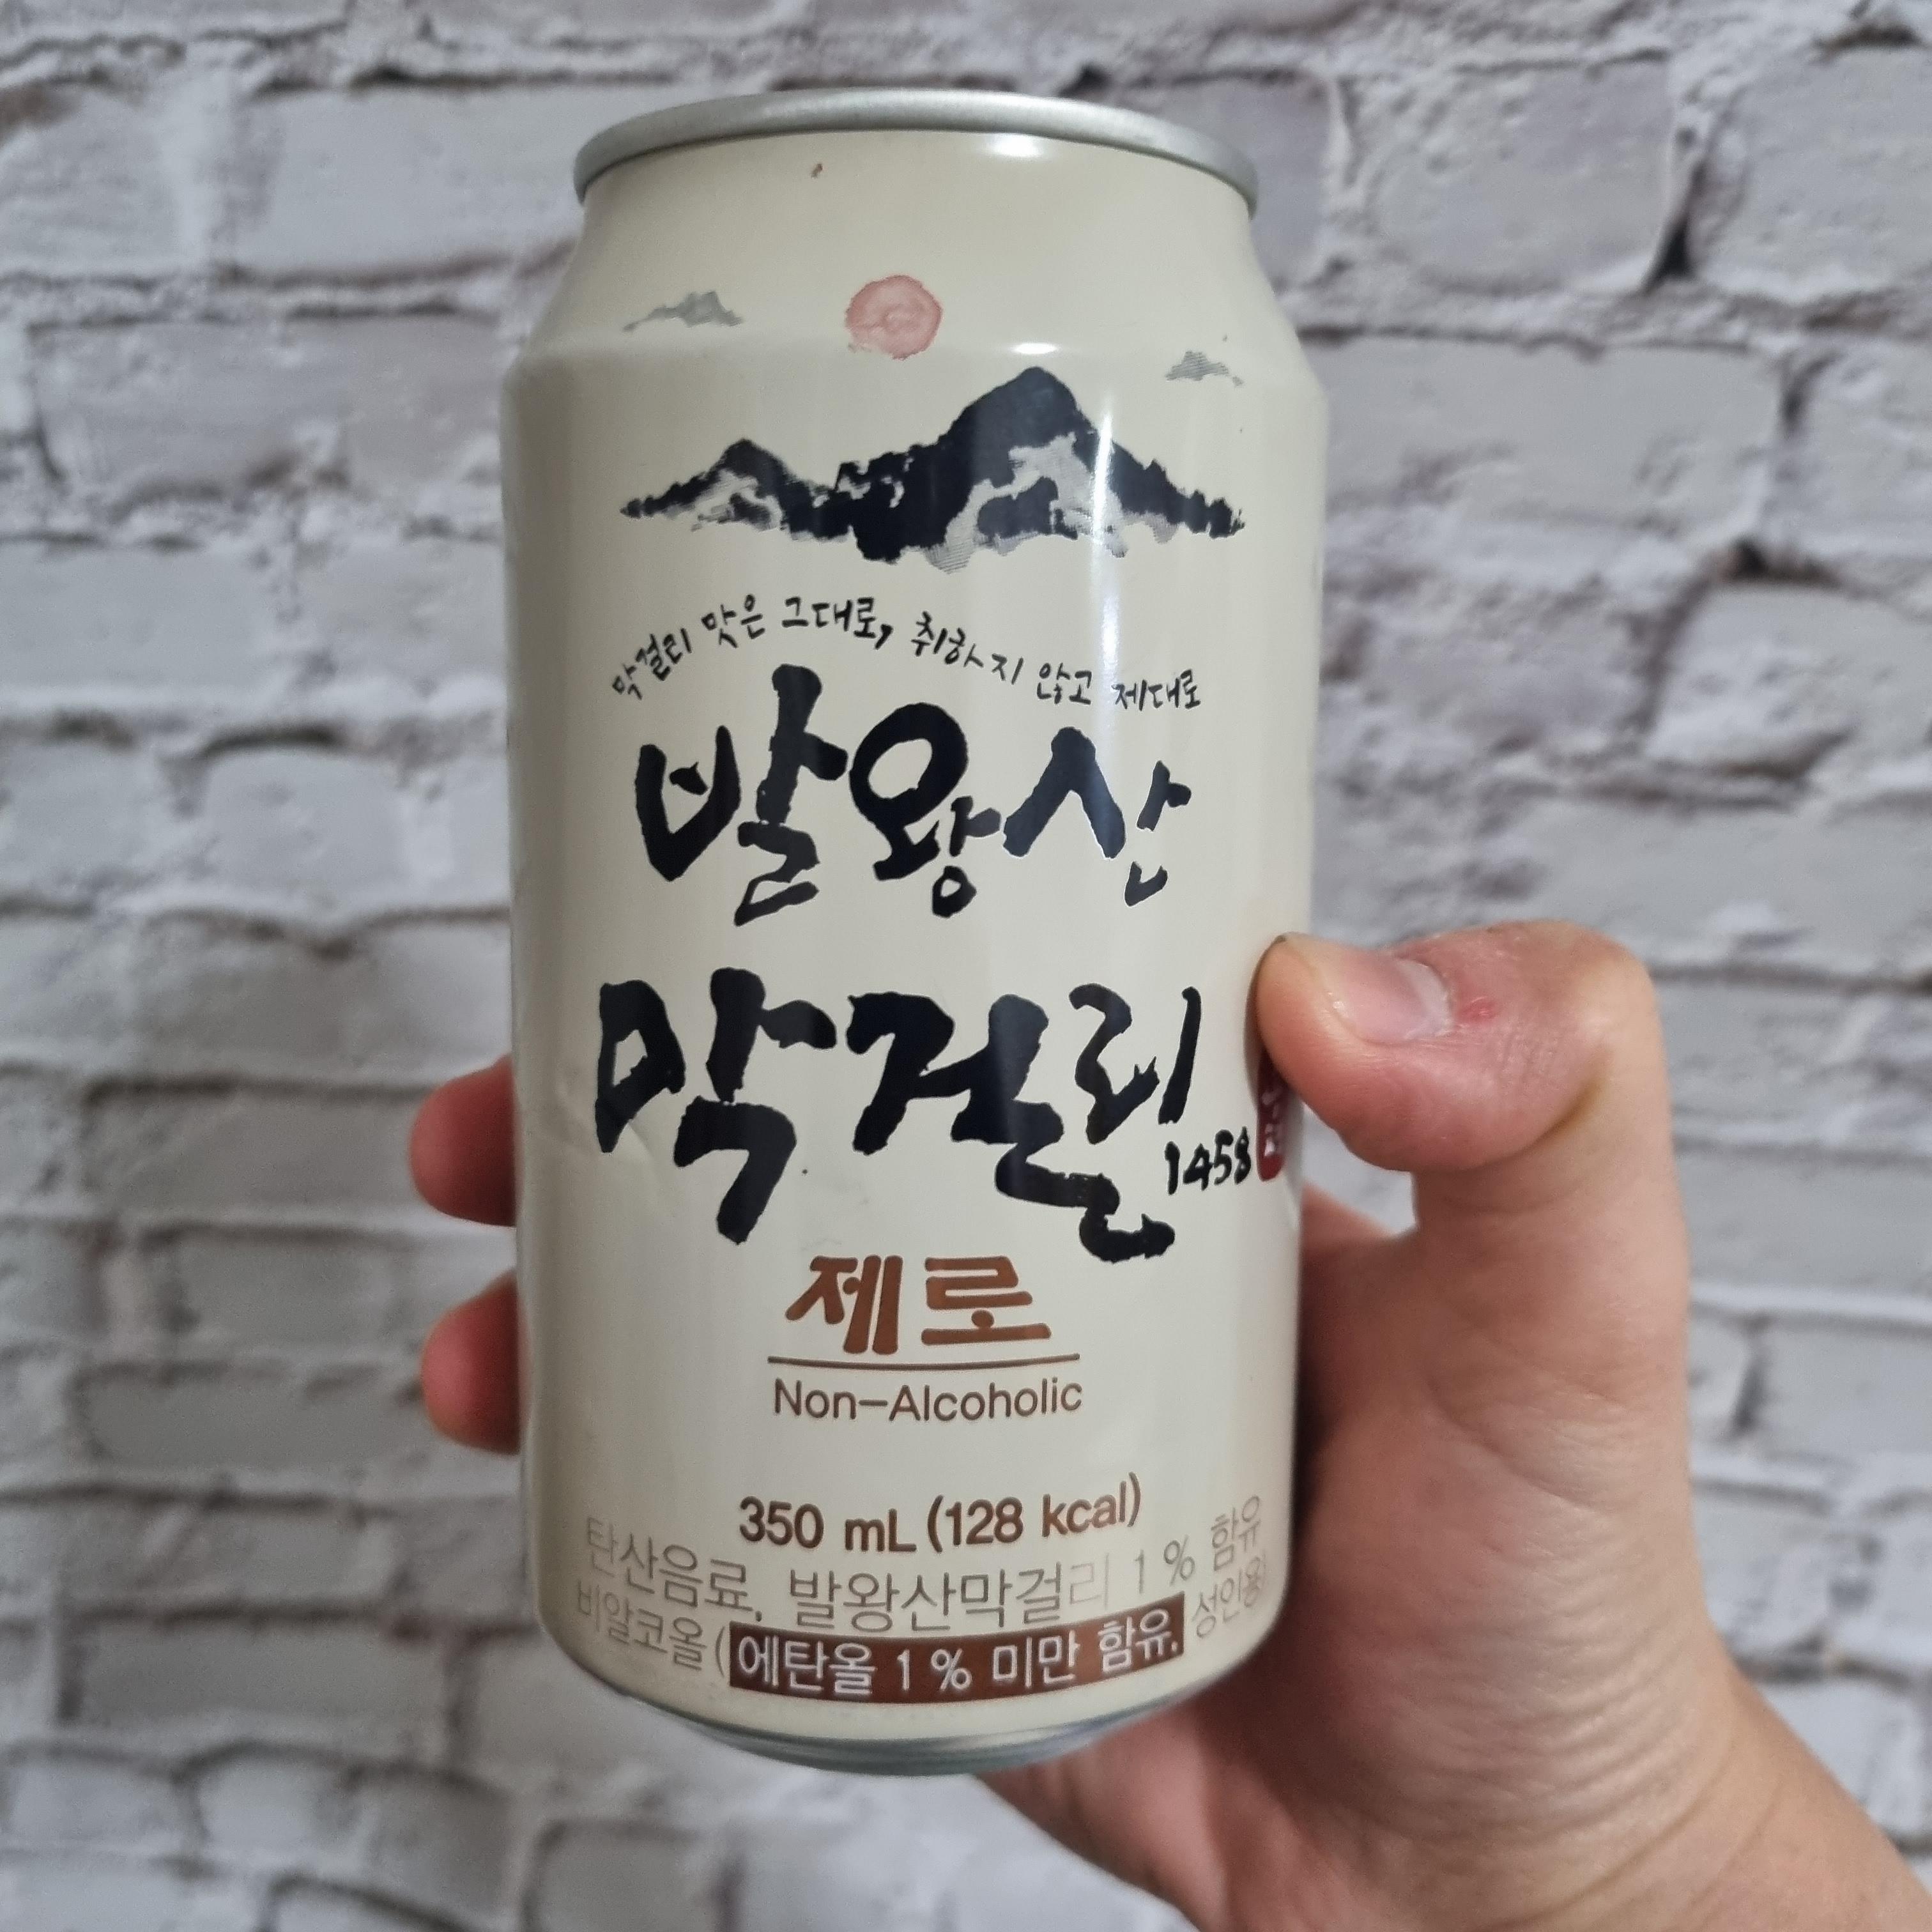 막걸리 맛은 그대로, 취하지 않고 제대로
발왕산
막걸리
1458
제로
Non-Alcoholic
350 mL (128 kcal)
탄산음료, 발왕산막걸리 1 % 함유
비알코올 (에탄올 1 % 미만 함유, 성인용)